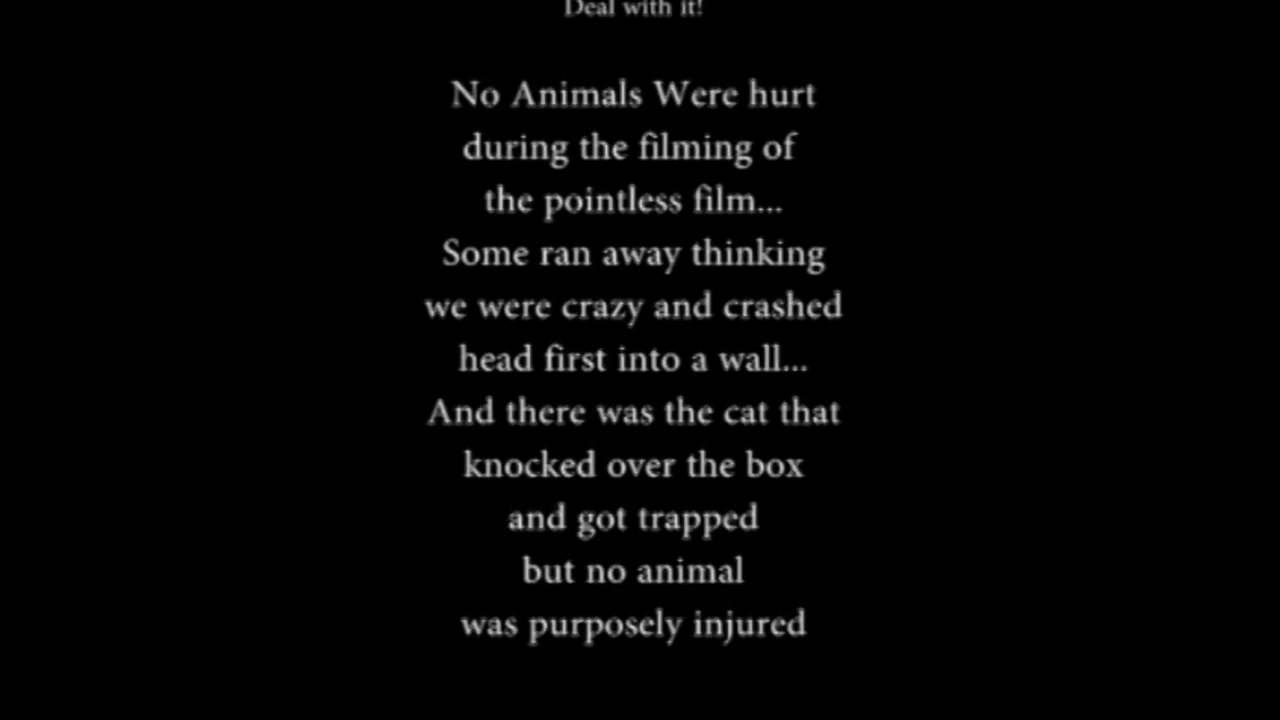 Deal with it!
No Animals Were hurt
during the filming of
the pointless film...
Some ran away thinking
we were crazy and crashed
head first into a wall...
And there was the cat that
knocked over the box
and got trapped
but no animal
was purposely injured